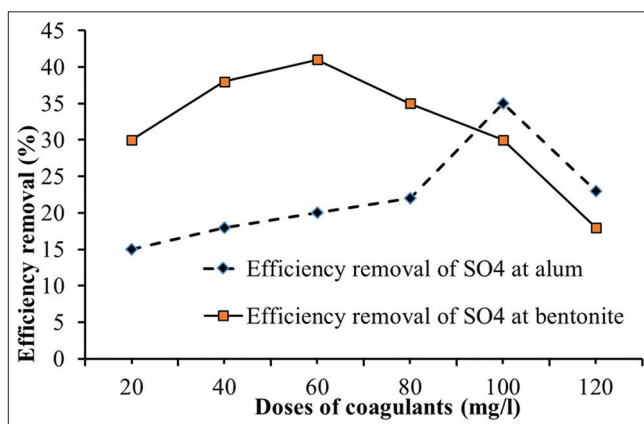 45
40
35
30
25
20
15
10
5
0
Efficiency removal (%)
Efficiency removal of SO4 at alum
Efficiency removal of SO4 at bentonite
20 40 60 80 100 120
Doses of coagulants (mg/l)